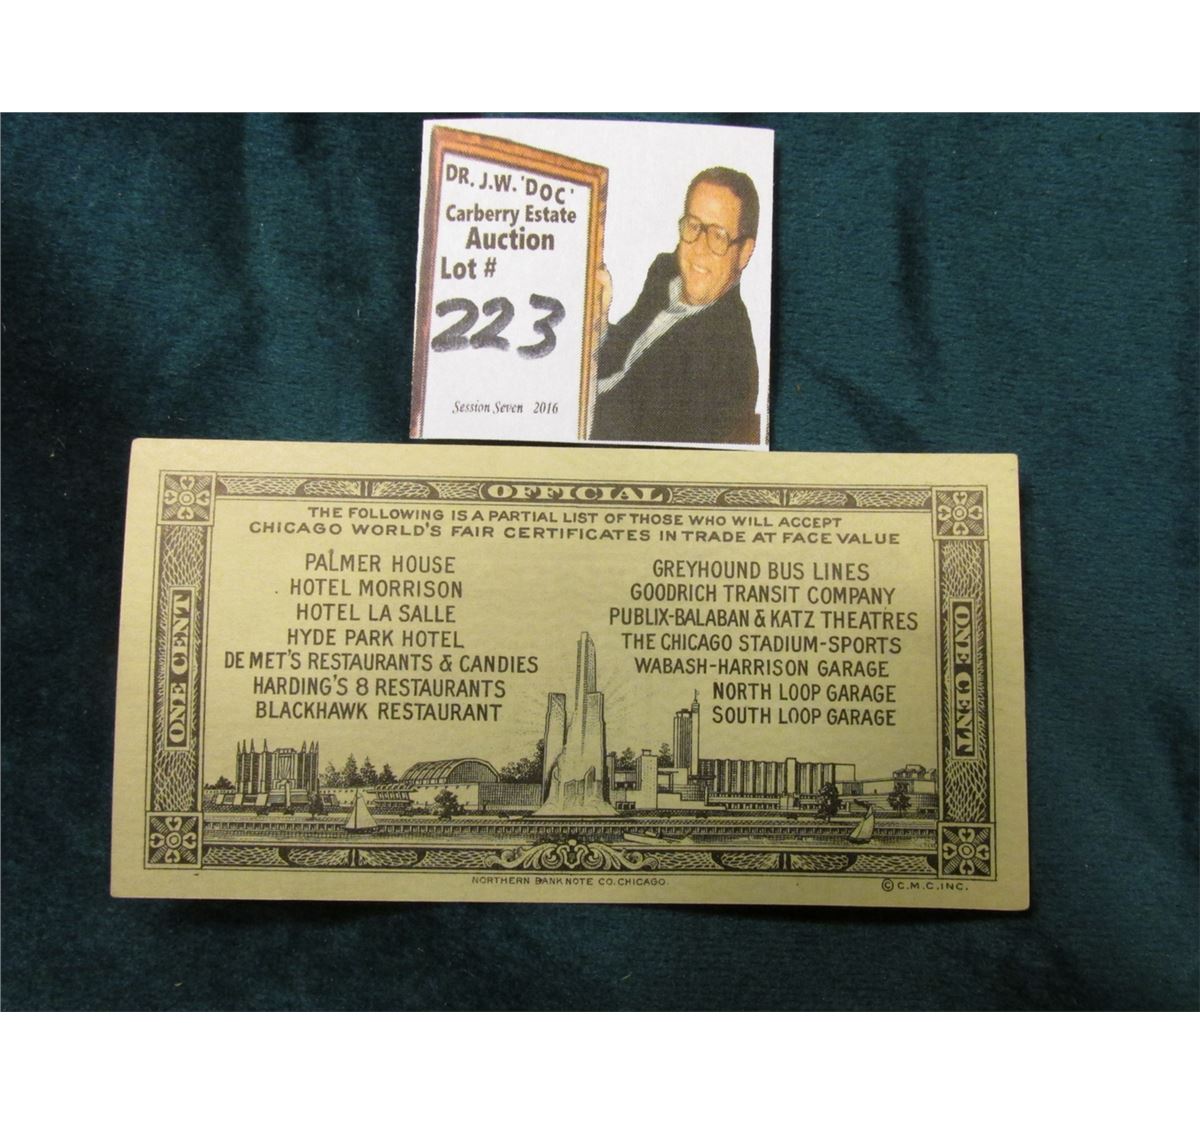 DR. J.W. 'DOC'
Carberry Estate
Auction
Lot #
223
Session Seven 2016
OFFICIAL
THE FOLLOWING IS A PARTIAL LIST OF THOSE WHO WILL ACCEPT
CHICAGO WORLD'S FAIR CERTIFICATES IN TRADE AT FACE VALUE
PALMER HOUSE
HOTEL MORRISON
HOTEL LA SALLE
HYDE PARK HOTEL
DE MET'S RESTAURANTS & CANDIES
HARDING'S 8 RESTAURANTS
BLACKHAWK RESTAURANT
GREYHOUND BUS LINES
GOODRICH TRANSIT COMPANY
PUBLIX-BALABAN & KATZ THEATRES
THE CHICAGO STADIUM-SPORTS
WABASH-HARRISON GARAGE
NORTH LOOP GARAGE
SOUTH LOOP GARAGE
ONE CENT
ONE CENT
NORTHERN BANK NOTE CO. CHICAGO.
© C.M.C. INC.